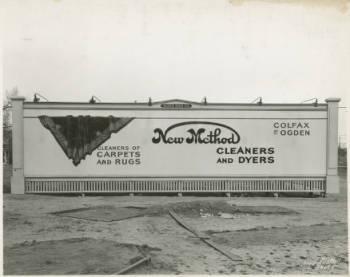 New Method
CLEANERS
AND DYERS
CLEANERS OF
CARPETS
AND RUGS
COLFAX
AT OGDEN